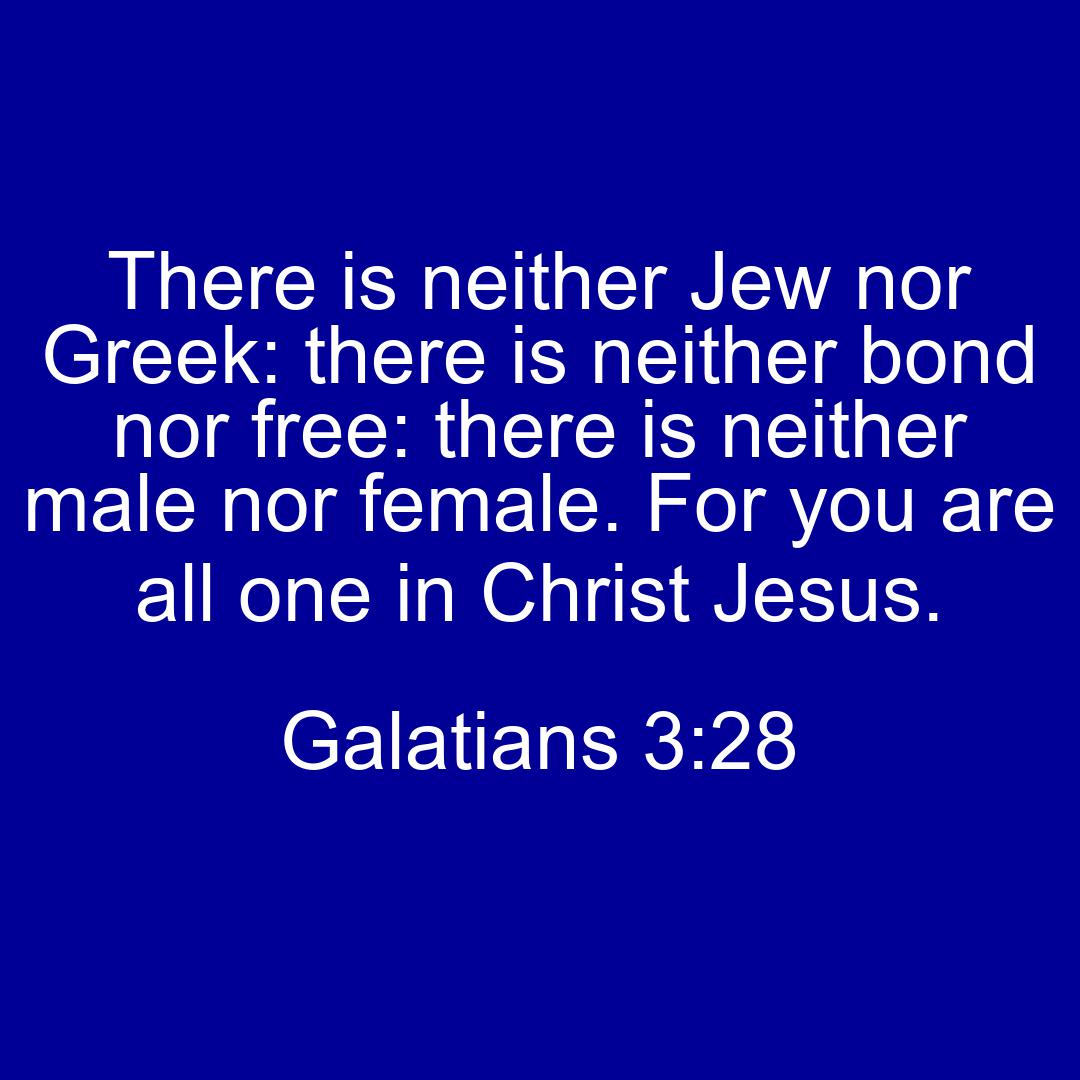 There is neither Jew nor
Greek: there is neither bond
nor free: there is neither
male nor female. For you are
all one in Christ Jesus.
Galatians 3:28